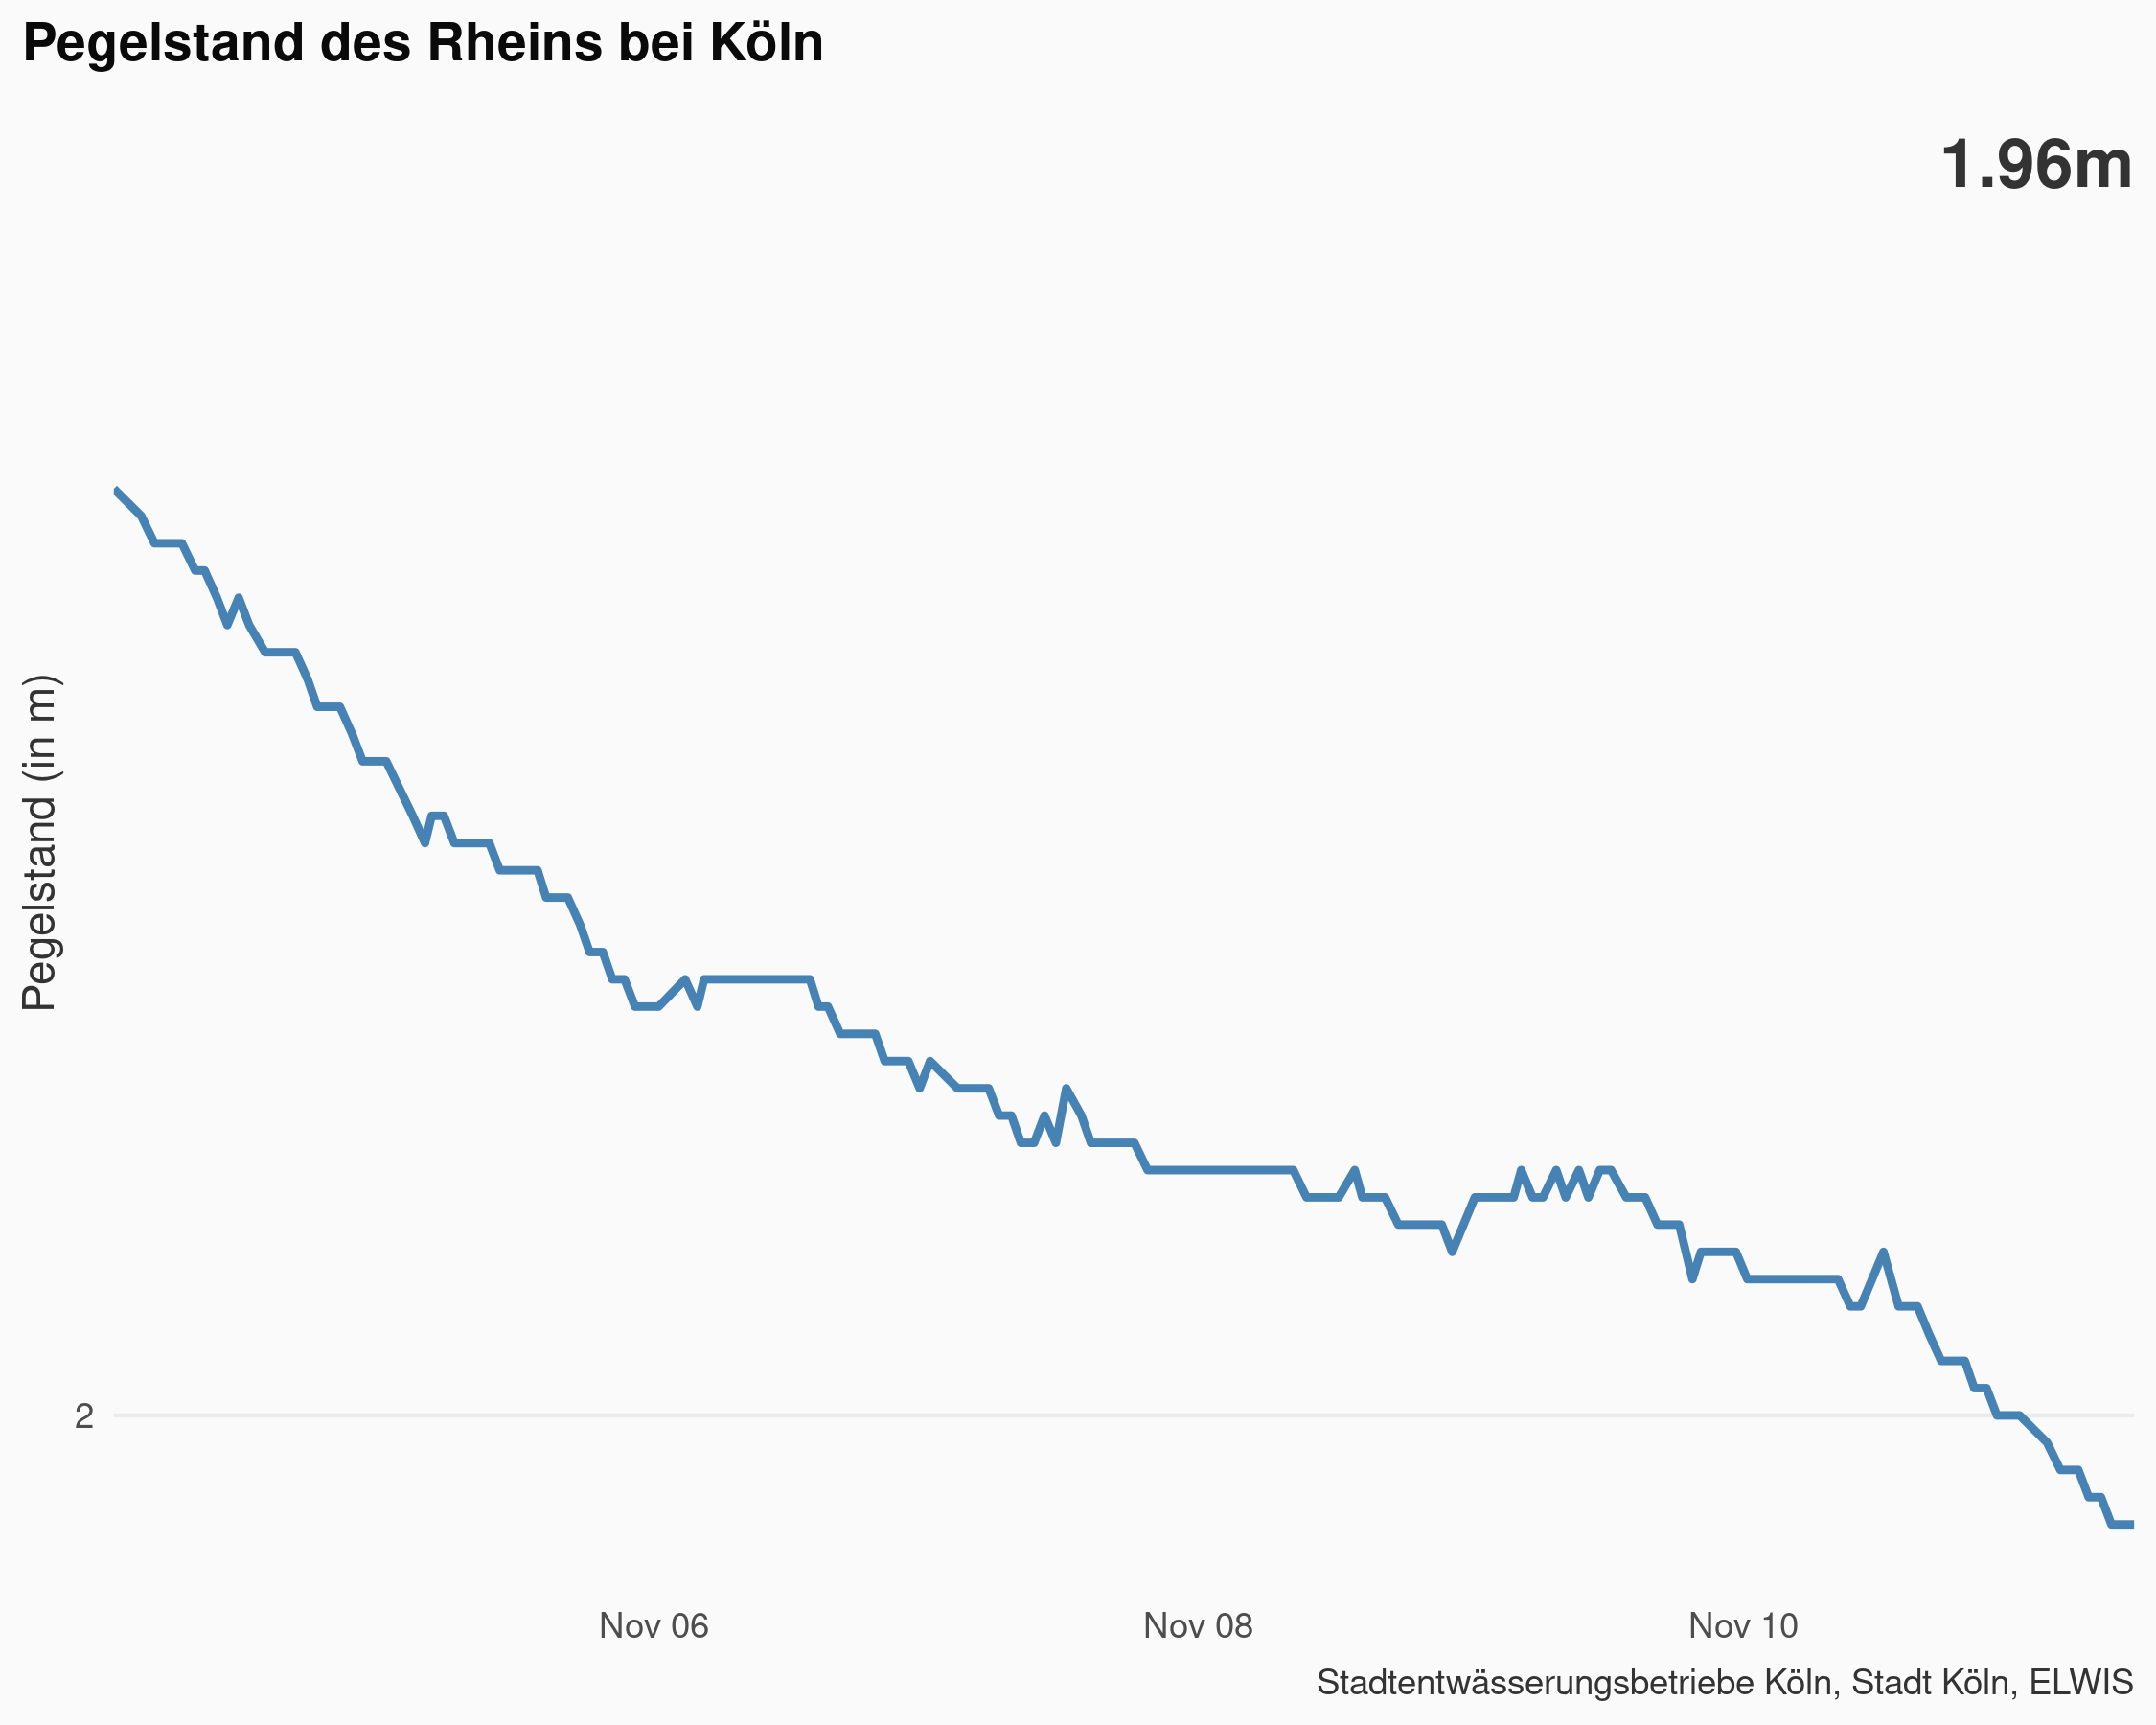 Pegelstand des Rheins bei Köln
1.96m
Pegelstand (in m)
2
Nov 06
Nov 08
Nov 10
Stadtentwässerungsbetriebe Köln, Stadt Köln, ELWIS